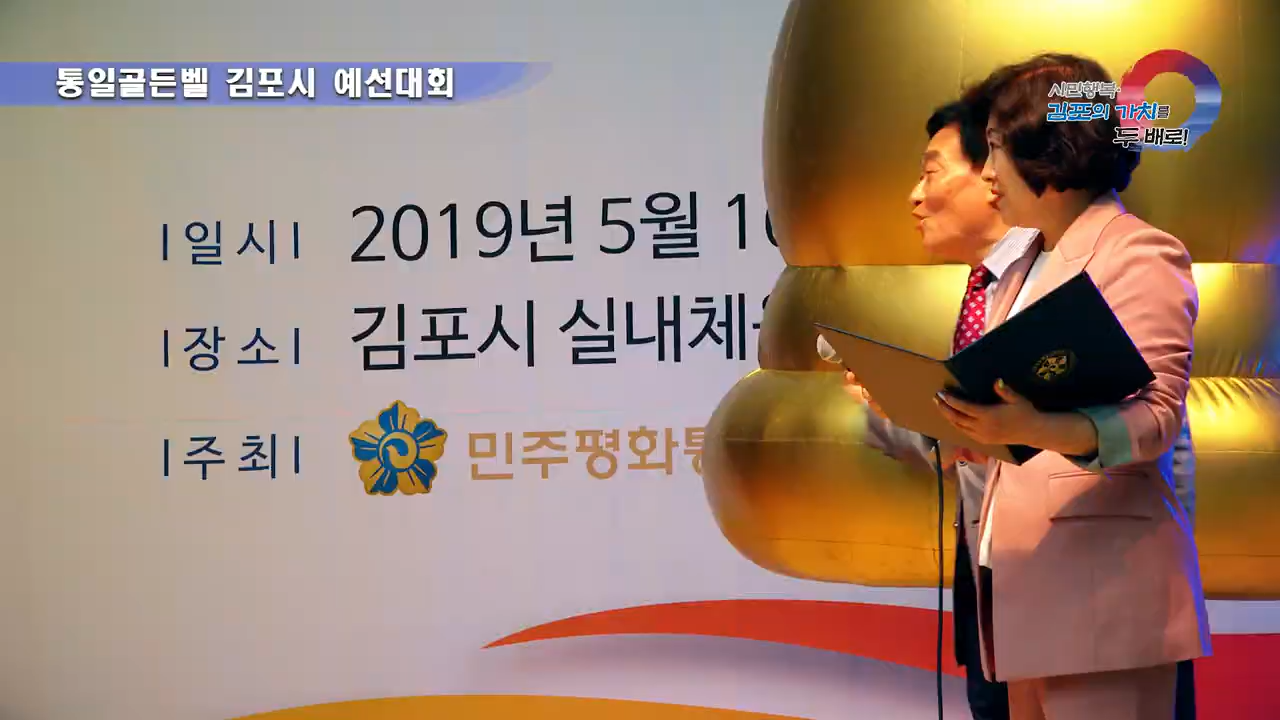 통일골든벨 김포시 예선대회
시민행복·
김포의 가치를
두 배로!
|일시| 2019년 5월 1
|장소| 김포시 실내체
|주최| 민주평화통